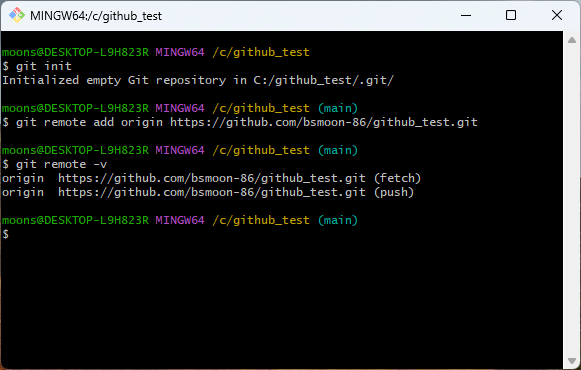 MINGW64:/c/github_test
moons@DESKTOP-L9H823R MINGW64 /c/github_test
$ git init
Initialized empty Git repository in C:/github_test/.git/
moons@DESKTOP-L9H823R MINGW64 /c/github_test (main)
$ git remote add origin https://github.com/bsmoon-86/github_test.git
moons@DESKTOP-L9H823R MINGW64 /c/github_test (main)
$ git remote -v
origin  https://github.com/bsmoon-86/github_test.git (fetch)
origin  https://github.com/bsmoon-86/github_test.git (push)
moons@DESKTOP-L9H823R MINGW64 /c/github_test (main)
$